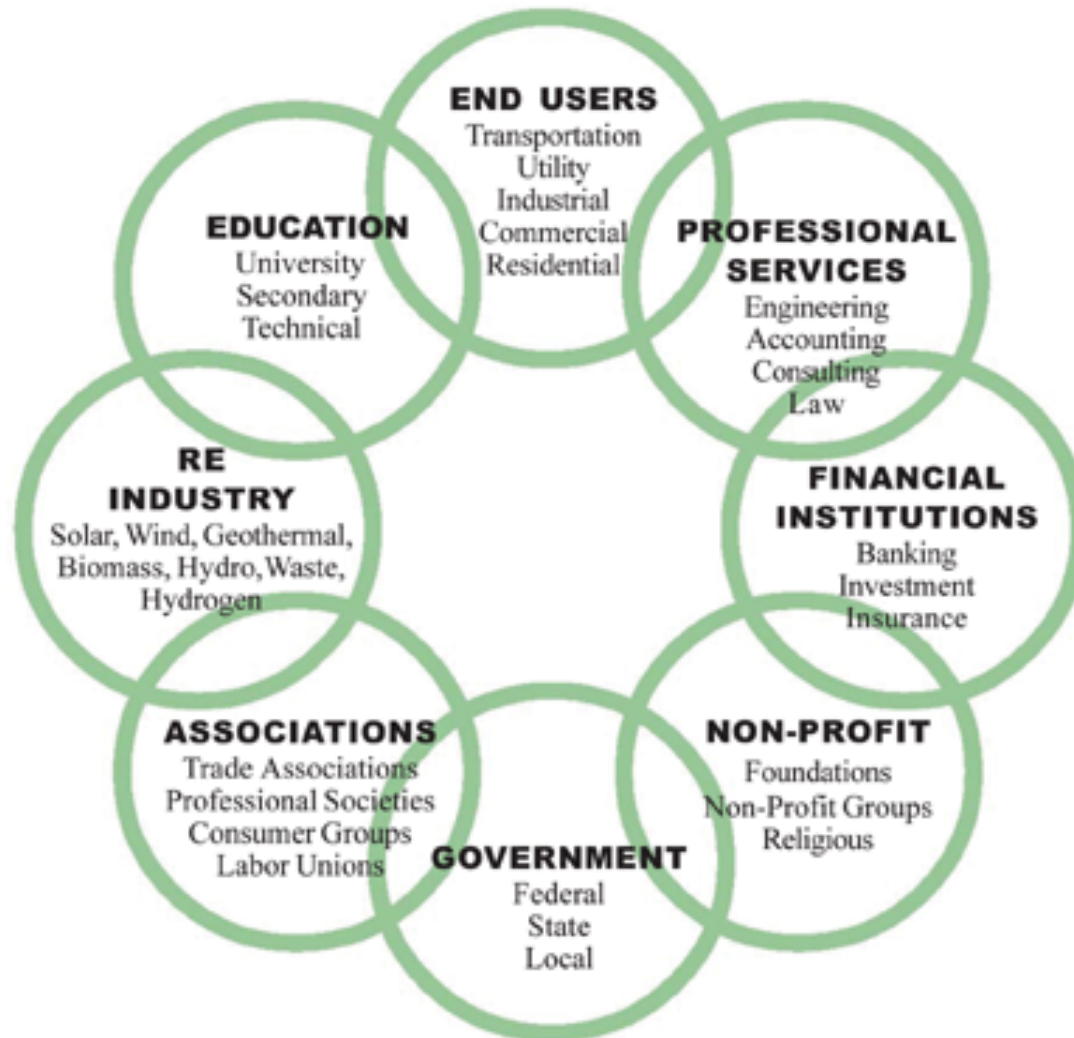 END USERS
Transportation
Utility
Industrial
Commercial
Residential
EDUCATION
University
Secondary
Technical
PROFESSIONAL
SERVICES
Engineering
Accounting
Consulting
Law
RE
INDUSTRY
Solar, Wind, Geothermal,
Biomass, Hydro, Waste,
Hydrogen
FINANCIAL
INSTITUTIONS
Banking
Investment
Insurance
ASSOCIATIONS
Trade Associations
Professional Societies
Consumer Groups
Labor Unions
NON-PROFIT
Foundations
Non-Profit Groups
Religious
GOVERNMENT
Federal
State
Local